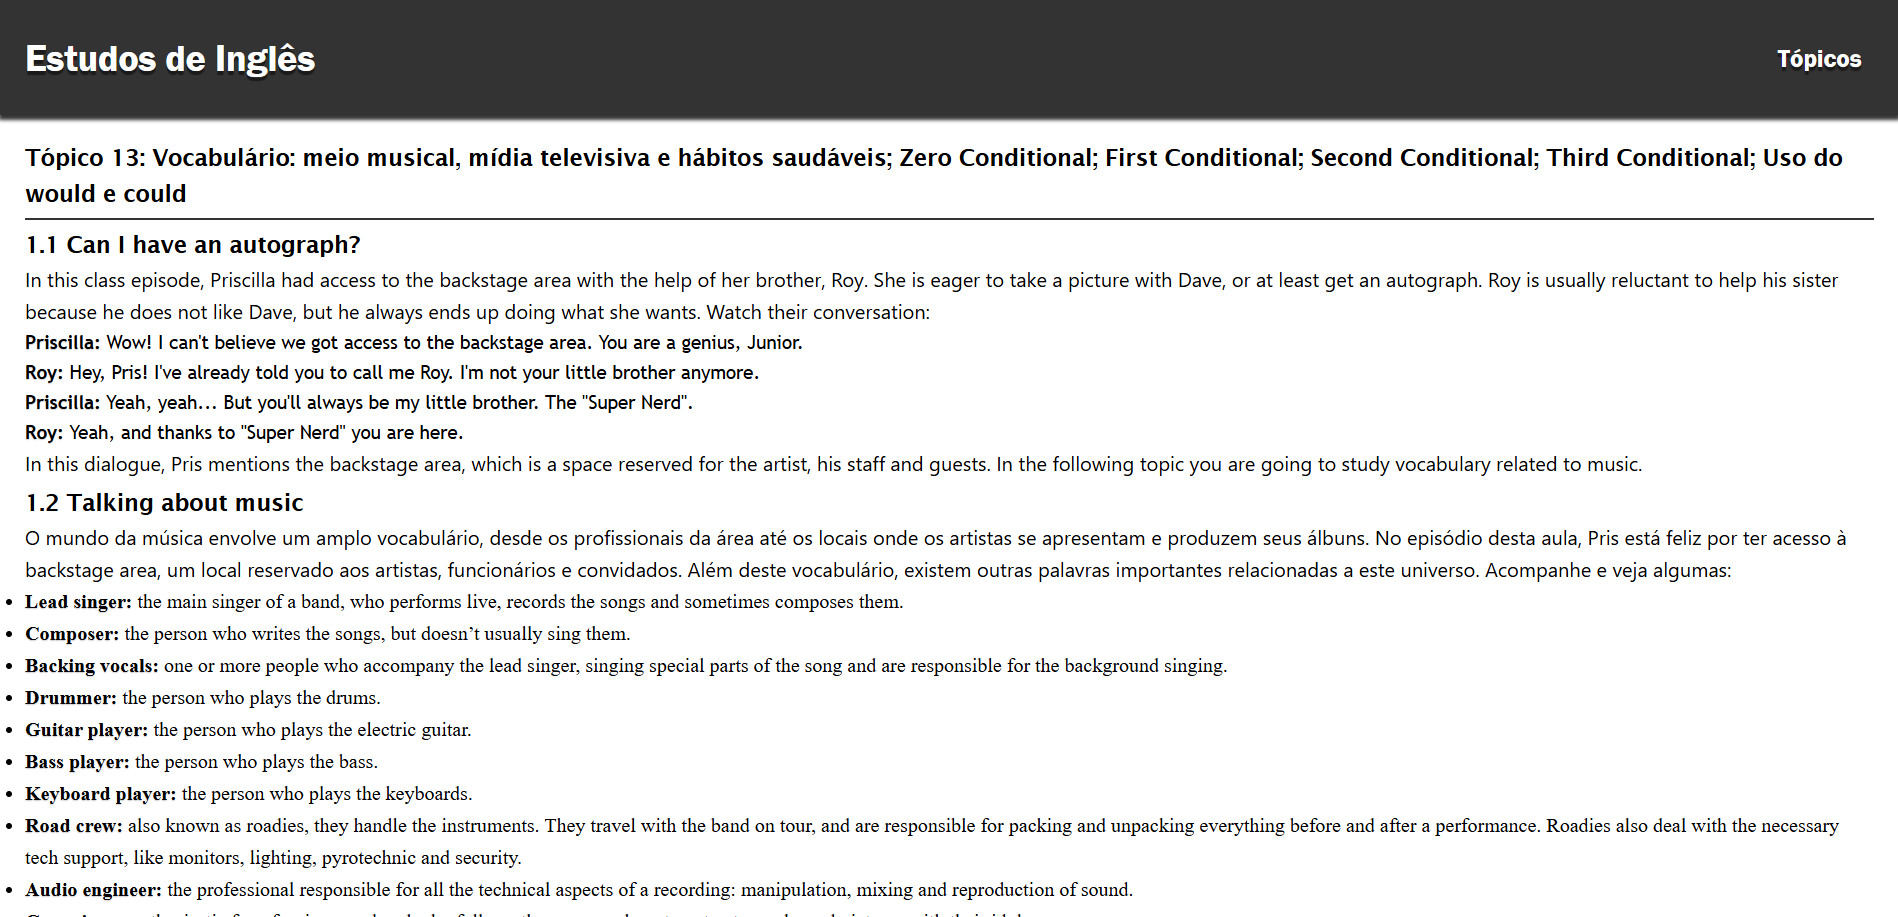 Estudos de Inglês
Tópicos
Tópico 13: Vocabulário: meio musical, mídia televisiva e hábitos saudáveis; Zero Conditional; First Conditional; Second Conditional; Third Conditional; Uso do
would e could
1.1 Can I have an autograph?
In this class episode, Priscilla had access to the backstage area with the help of her brother, Roy. She is eager to take a picture with Dave, or at least get an autograph. Roy is usually reluctant to help his sister
because he does not like Dave, but he always ends up doing what she wants. Watch their conversation:
Priscilla: Wow! I can't believe we got access to the backstage area. You are a genius, Junior.
Roy: Hey, Pris! I've already told you to call me Roy. I'm not your little brother anymore.
Priscilla: Yeah, yeah... But you'll always be my little brother. The "Super Nerd".
Roy: Yeah, and thanks to "Super Nerd" you are here.
In this dialogue, Pris mentions the backstage area, which is a space reserved for the artist, his staff and guests. In the following topic you are going to study vocabulary related to music.
1.2 Talking about music
O mundo da música envolve um amplo vocabulário, desde os profissionais da área até os locais onde os artistas se apresentam e produzem seus álbuns. No episódio desta aula, Pris está feliz por ter acesso à
backstage area, um local reservado aos artistas, funcionários e convidados. Além deste vocabulário, existem outras palavras importantes relacionadas a este universo. Acompanhe e veja algumas:
• Lead singer: the main singer of a band, who performs live, records the songs and sometimes composes them.
• Composer: the person who writes the songs, but doesn’t usually sing them.
• Backing vocals: one or more people who accompany the lead singer, singing special parts of the song and are responsible for the background singing.
• Drummer: the person who plays the drums.
• Guitar player: the person who plays the electric guitar.
• Bass player: the person who plays the bass.
• Keyboard player: the person who plays the keyboards.
• Road crew: also known as roadies, they handle the instruments. They travel with the band on tour, and are responsible for packing and unpacking everything before and after a performance. Roadies also deal with the necessary
tech support, like monitors, lighting, pyrotechnic and security.
• Audio engineer: the professional responsible for all the technical aspects of a recording: manipulation, mixing and reproduction of sound.